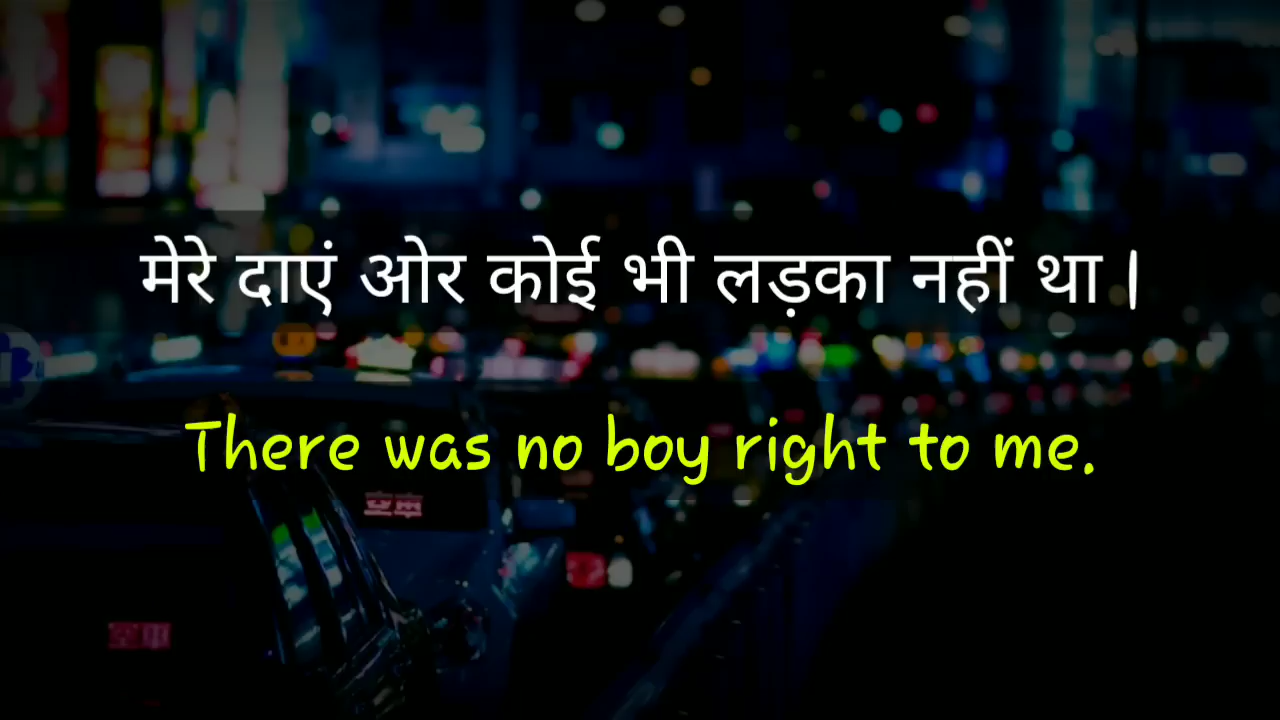 मेरे दाएं ओर कोई भी लड़का नहीं था |
There was no boy right to me.